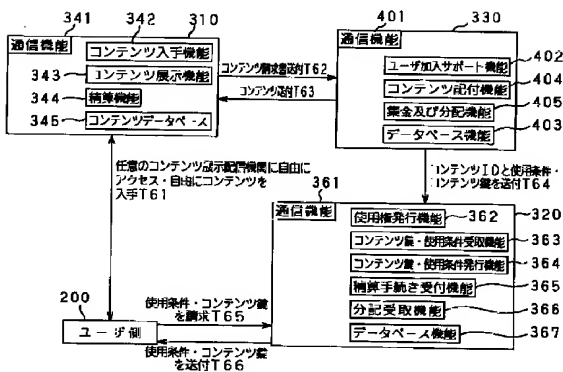 341
342
310
通信機能
コンテンツ入手機能
343
コンテンツ展示機能
344
精算機能
345
コンテンツデータベース
401
330
通信機能
ユーザ加入サポート機能
402
コンテンツ配付機能
404
集金及び分配機能
405
データベース機能
403
コンテンツ請求書送付T62
コンテンツ送付T63
任意のコンテンツ展示配信機関に自由に
アクセス・自由にコンテンツを
入手T61
コンテンツIDと使用条件・
コンテンツ鍵を送付T64
361
320
通信機能
使用権発行機能
362
コンテンツ鍵・使用条件受取機能
363
コンテンツ鍵・使用条件発行機能
364
精算手続き受付機能
365
分配受取機能
366
データベース機能
367
200
ユーザ側
使用条件・コンテンツ鍵
を請求T65
使用条件・コンテンツ鍵
を送付T66